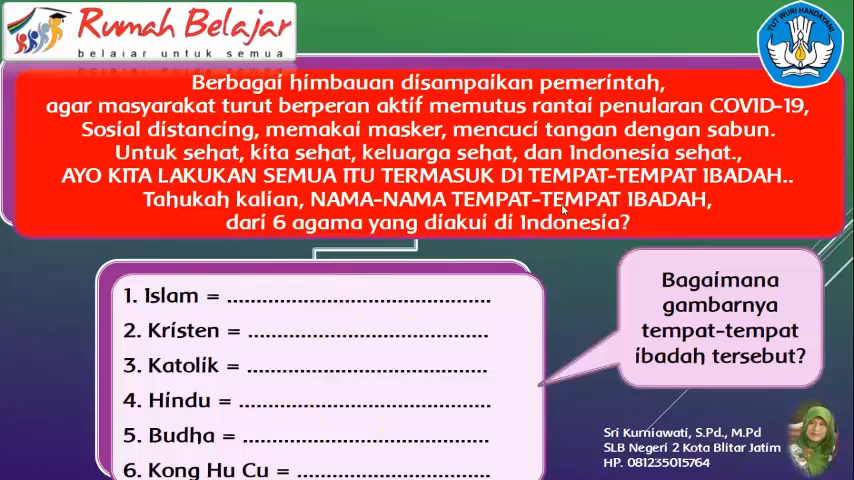 Rumah Belajar
belajar untuk semua
TUT WURI HANDAYANI
Berbagai himbauan disampaikan pemerintah,
agar masyarakat turut berperan aktif memutus rantai penularan COVID-19,
Sosial distancing, memakai masker, mencuci tangan dengan sabun.
Untuk sehat, kita sehat, keluarga sehat, dan Indonesia sehat.,
AYO KITA LAKUKAN SEMUA ITU TERMASUK DI TEMPAT-TEMPAT IBADAH..
Tahukah kalian, NAMA-NAMA TEMPAT-TEMPAT IBADAH,
dari 6 agama yang diakui di Indonesia?
1. Islam = .............................................
2. Kristen = .........................................
3. Katolik = .........................................
4. Hindu = ...........................................
5. Budha = ..........................................
6. Kong Hu Cu = .................................
Bagaimana
gambarnya
tempat-tempat
ibadah tersebut?
Sri Kurniawati, S.Pd., M.Pd
SLB Negeri 2 Kota Blitar Jatim
HP. 081235015764